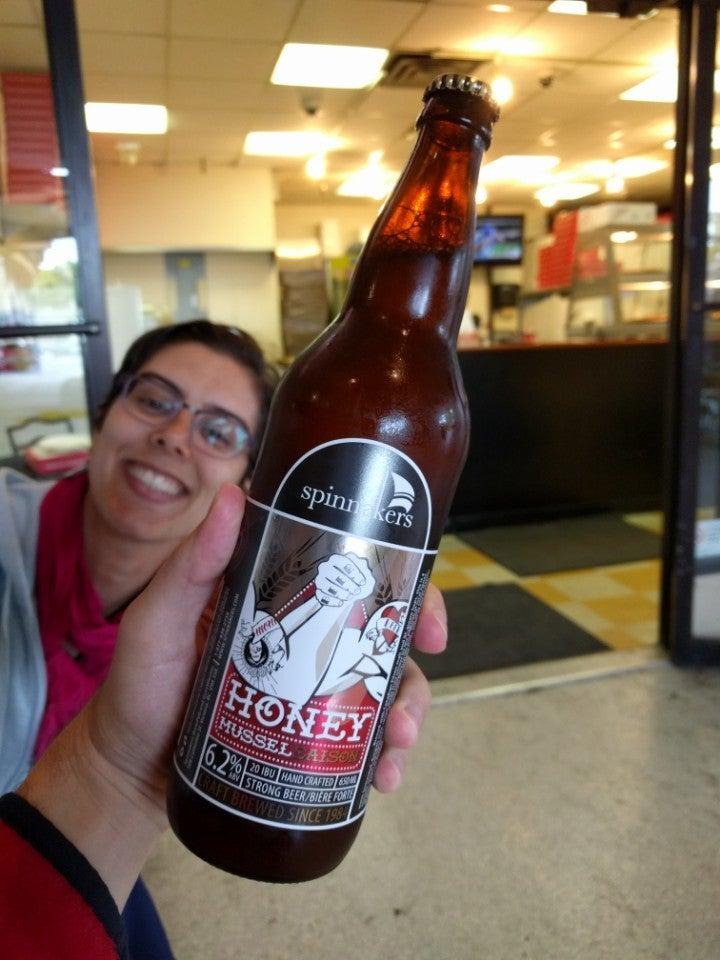 spinnakers
HONEY
MUSSEL SAISON
6.2% ABV
20 IBU HAND CRAFTED 650 ML
STRONG BEER/BIÈRE FORTE
CRAFT BREWED SINCE 198